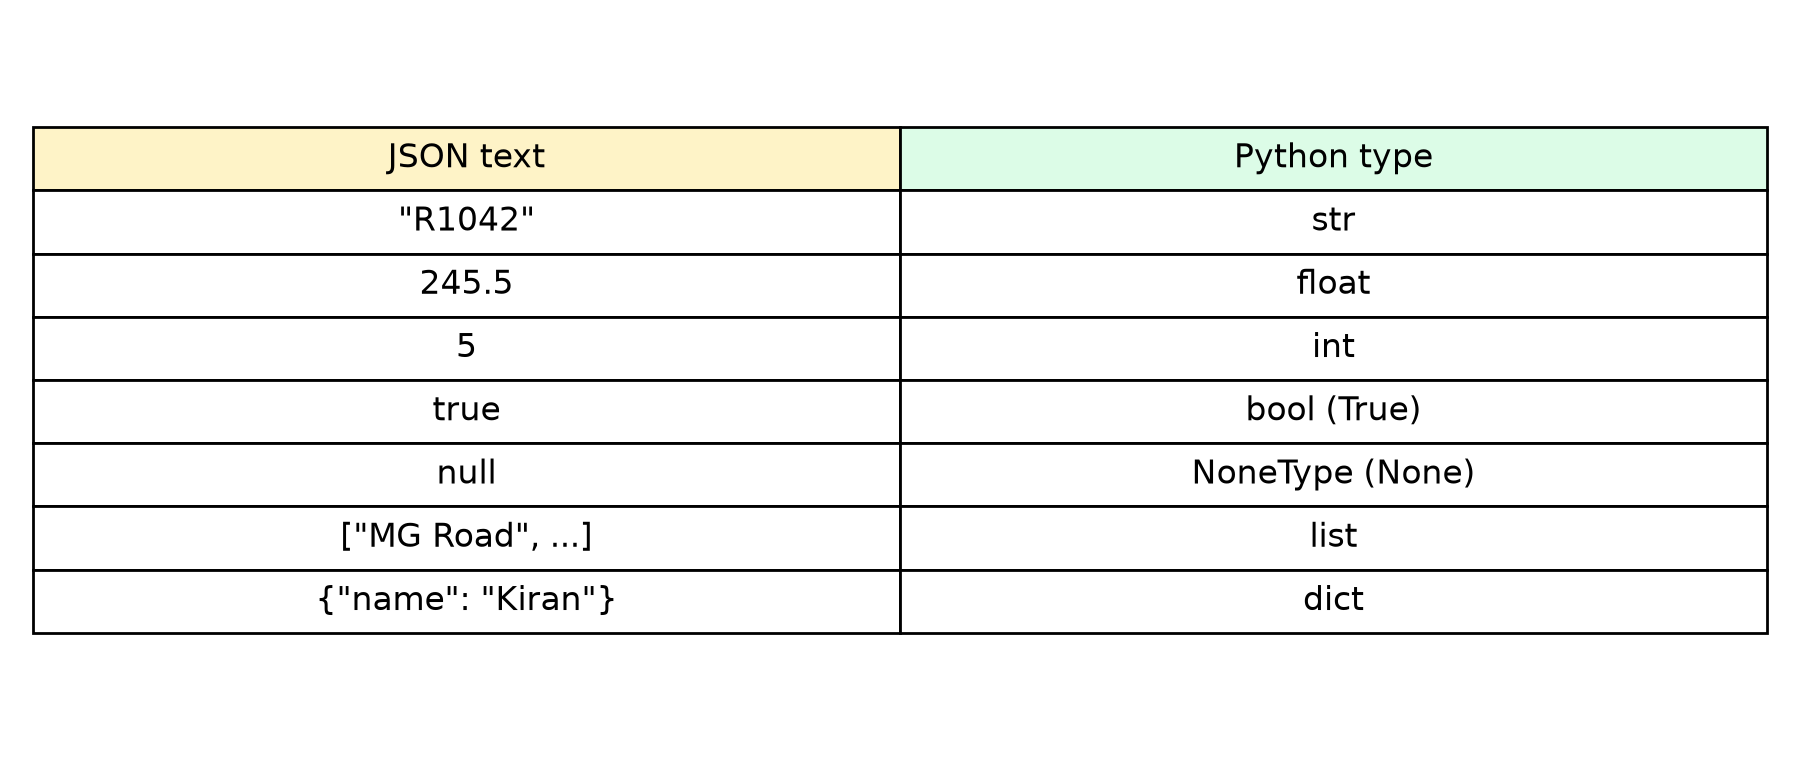 JSON text Python type
"R1042" str
245.5 float
5 int
true bool (True)
null NoneType (None)
["MG Road", ...] list
{"name": "Kiran"} dict